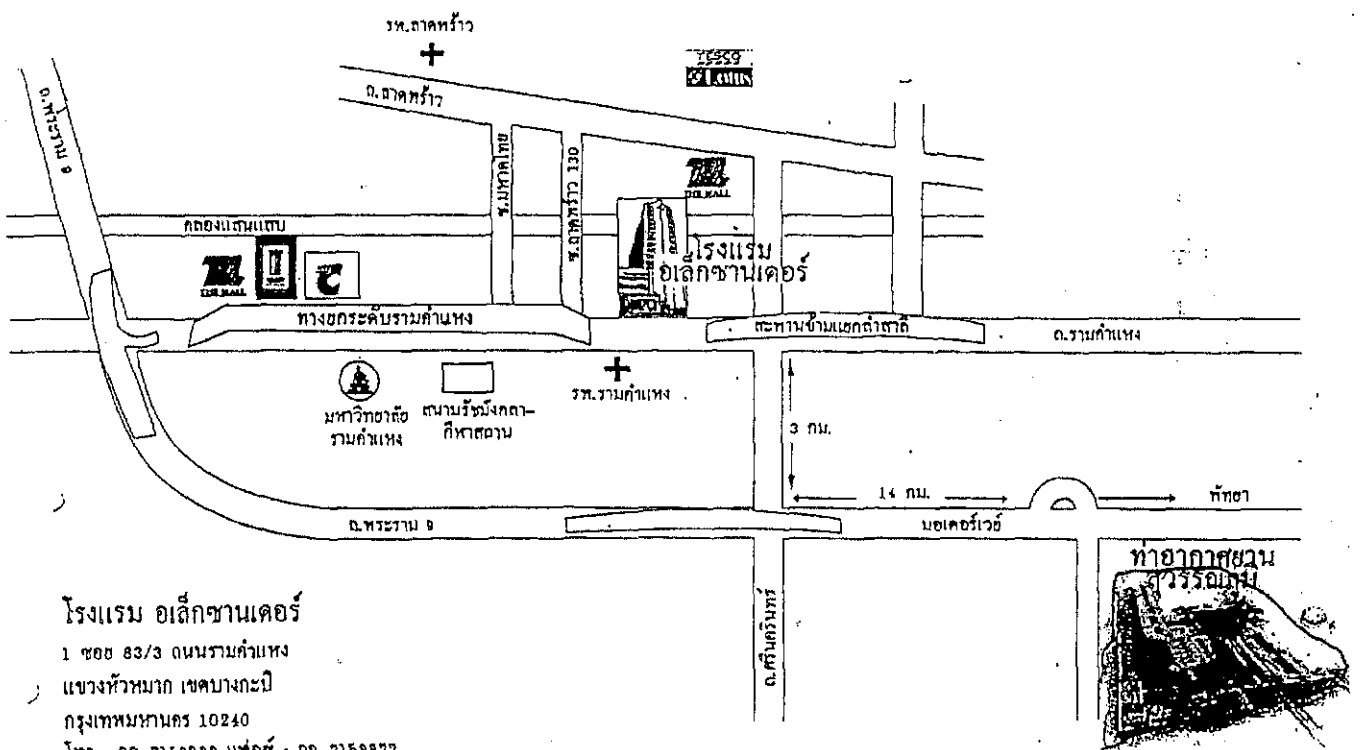 รพ.ลาดพร้าว
TESCO
Lotus
ถ.ลาดพร้าว
ถ.พระราม 9
ซ.มหาดไทย
ซ.ลาดพร้าว 130
THE MALL
คลองแสนแสบ
โรงแรม
อเล็กซานเดอร์
THE MALL
ทางยกระดับรามคำแหง
สะพานข้ามแยกลำสาลี
ถ.รามคำแหง
มหาวิทยาลัย
รามคำแหง
สนามรัชมังคลา-
กีฬาสถาน
รพ.รามคำแหง
3 กม.
14 กม.
พัทยา
ถ.พระราม 9
มอเตอร์เวย์
ท่าอากาศยาน
สุวรรณภูมิ
ถ.ศรีนครินทร์
โรงแรม อเล็กซานเดอร์
1 ซอย 83/3 ถนนรามคำแหง
แขวงหัวหมาก เขตบางกะปิ
กรุงเทพมหานคร 10240